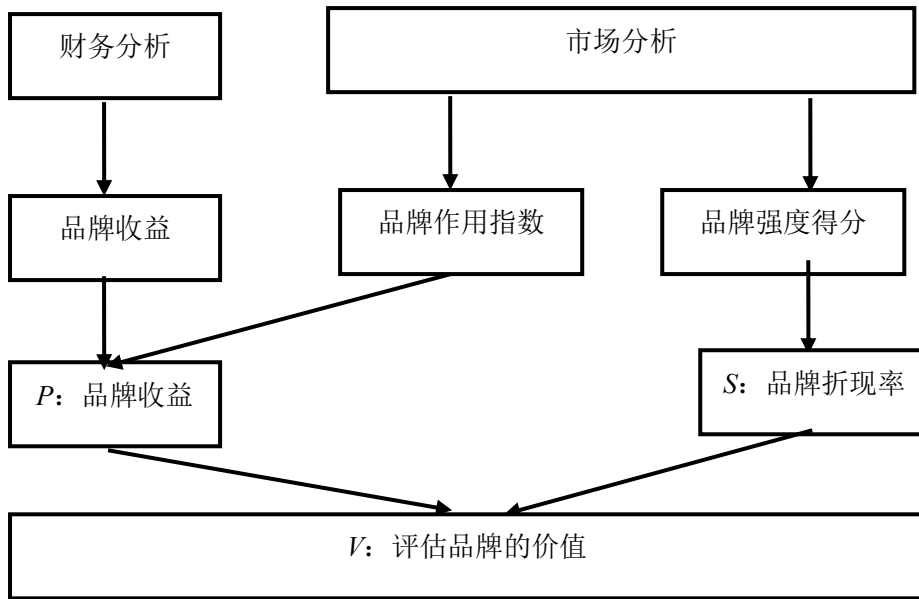 财务分析
市场分析
品牌收益
品牌作用指数
品牌强度得分
P：品牌收益
S：品牌折现率
V：评估品牌的价值